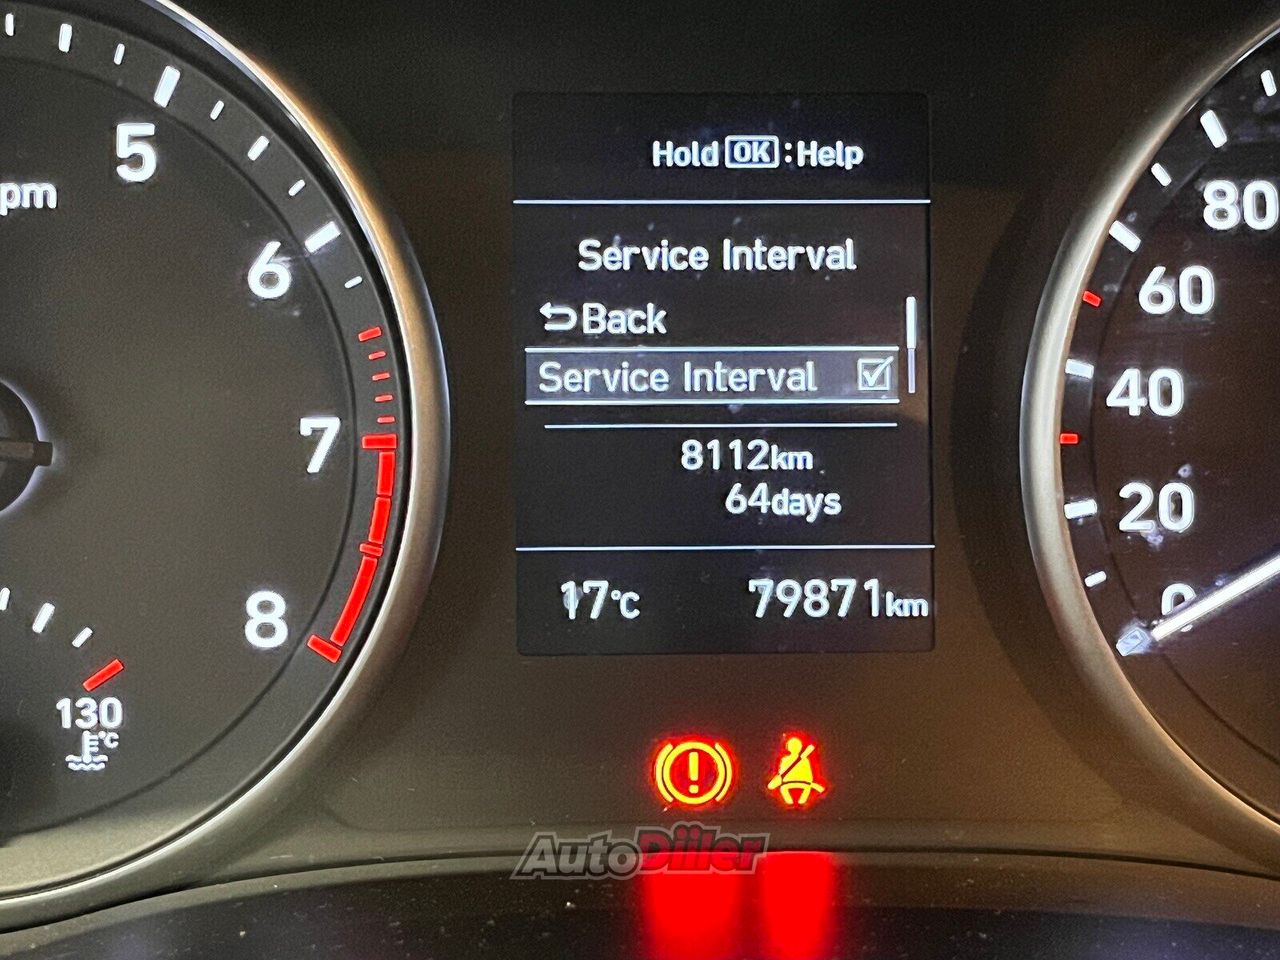 Hold OK : Help
Service Interval
Back
Service Interval
8112km
64days
17°C 79871km
5
pm
6
7
8
130
°C
80
60
40
20
0
AutoDiiler